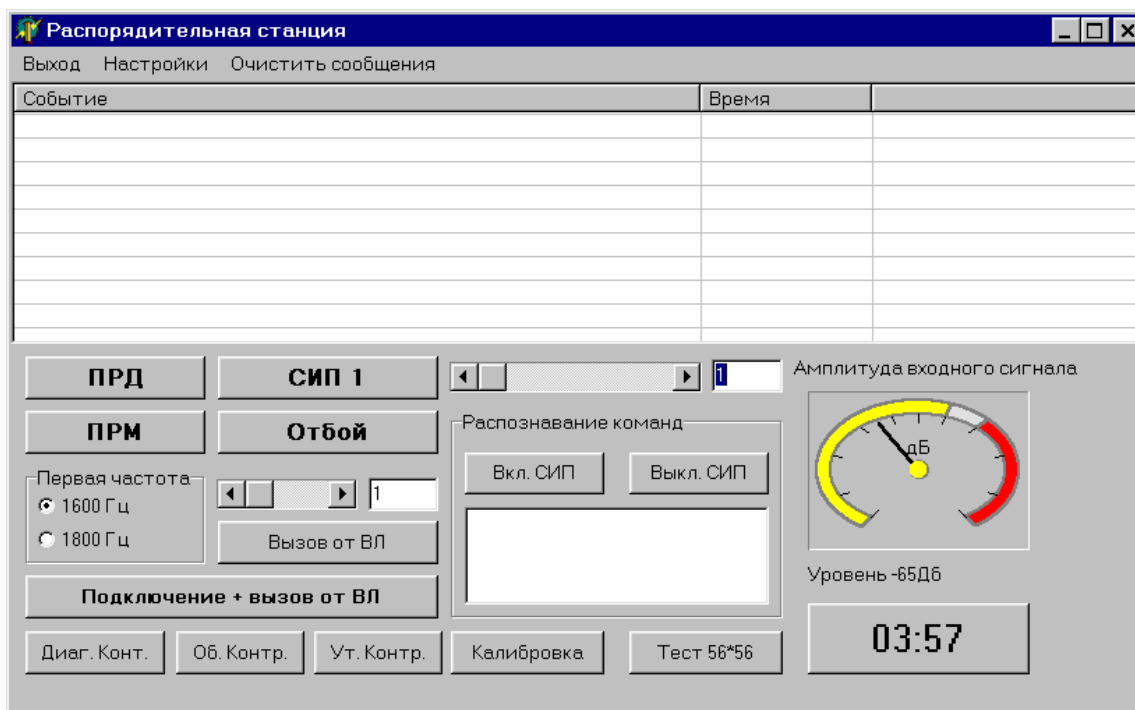 Распорядительная станция
Выход Настройки Очистить сообщения
Событие Время
ПРД СИП 1 1 Амплитуда входного сигнала
ПРМ Отбой Распознавание команд дБ
Вкл. СИП Выкл. СИП
Первая частота
1600 Гц 1
1800 Гц Вызов от ВЛ
Уровень -65Дб
Подключение + вызов от ВЛ
03:57
Диаг. Конт. Об. Контр. Ут. Контр. Калибровка Тест 56*56